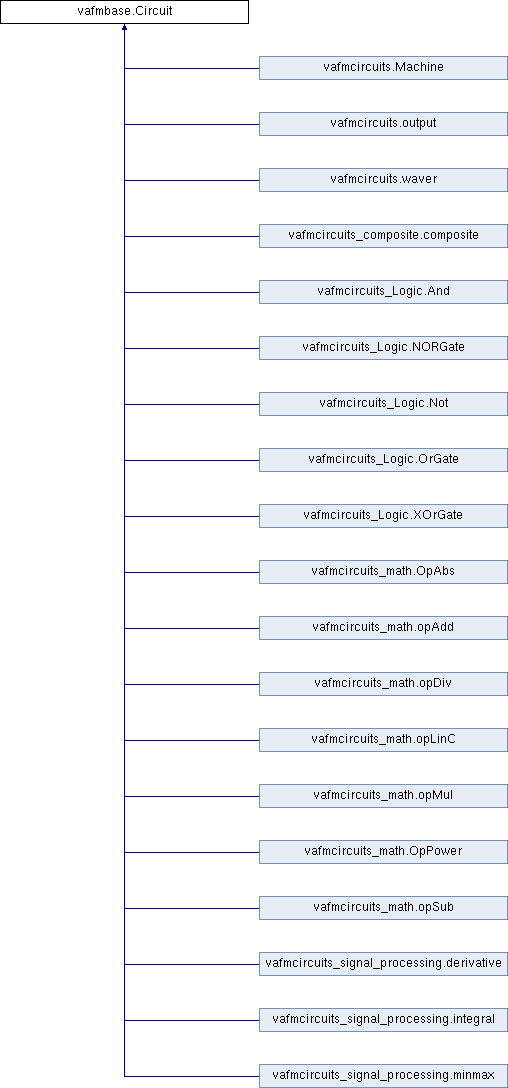 vafmbase.Circuit
vafmcircuits.Machine
vafmcircuits.output
vafmcircuits.waver
vafmcircuits_composite.composite
vafmcircuits_Logic.And
vafmcircuits_Logic.NORGate
vafmcircuits_Logic.Not
vafmcircuits_Logic.OrGate
vafmcircuits_Logic.XOrGate
vafmcircuits_math.OpAbs
vafmcircuits_math.opAdd
vafmcircuits_math.opDiv
vafmcircuits_math.opLinC
vafmcircuits_math.opMul
vafmcircuits_math.OpPower
vafmcircuits_math.opSub
vafmcircuits_signal_processing.derivative
vafmcircuits_signal_processing.integral
vafmcircuits_signal_processing.minmax